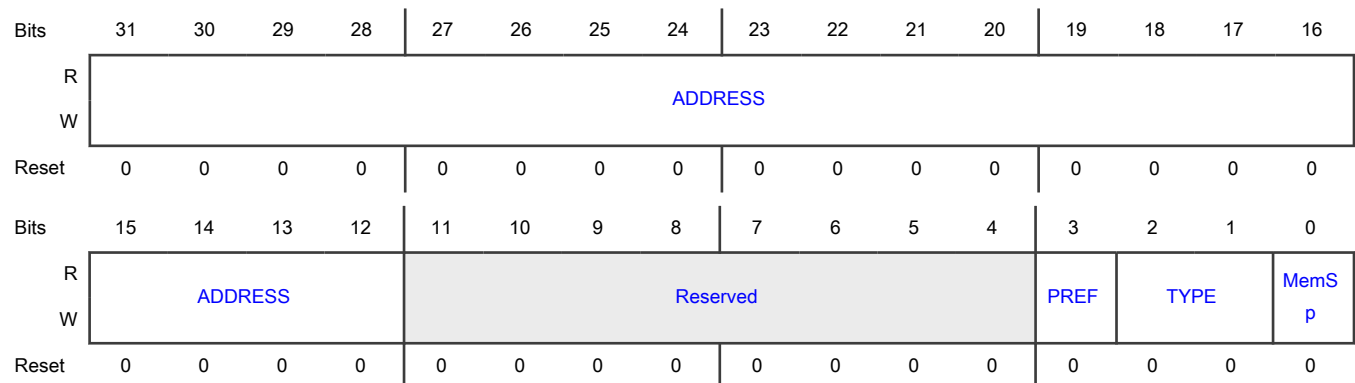 Bits 31 30 29 28 27 26 25 24 23 22 21 20 19 18 17 16
R
ADDRESS
W
Reset 0 0 0 0 0 0 0 0 0 0 0 0 0 0 0 0
Bits 15 14 13 12 11 10 9 8 7 6 5 4 3 2 1 0
R
ADDRESS Reserved PREF TYPE MemS
p
W
Reset 0 0 0 0 0 0 0 0 0 0 0 0 0 0 0 0